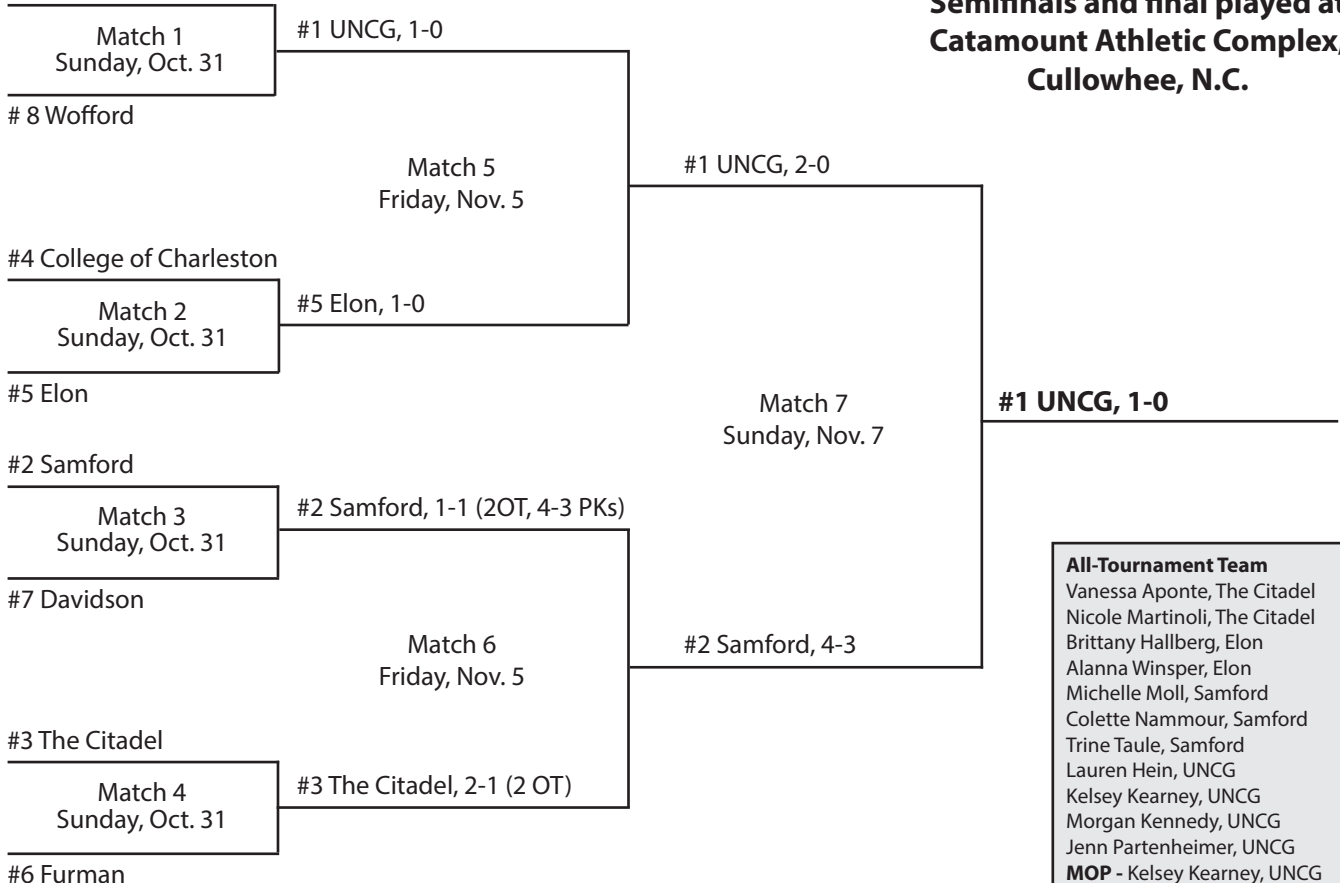 Semifinals and final played at
Catamount Athletic Complex,
Cullowhee, N.C.
Match 1
Sunday, Oct. 31
#1 UNCG, 1-0
# 8 Wofford
Match 5
Friday, Nov. 5
#1 UNCG, 2-0
#4 College of Charleston
Match 2
Sunday, Oct. 31
#5 Elon, 1-0
#5 Elon
Match 7
Sunday, Nov. 7
#1 UNCG, 1-0
#2 Samford
Match 3
Sunday, Oct. 31
#2 Samford, 1-1 (2OT, 4-3 PKs)
#7 Davidson
Match 6
Friday, Nov. 5
#2 Samford, 4-3
#3 The Citadel
Match 4
Sunday, Oct. 31
#3 The Citadel, 2-1 (2 OT)
#6 Furman
All-Tournament Team
Vanessa Aponte, The Citadel
Nicole Martinoli, The Citadel
Brittany Hallberg, Elon
Alanna Winsper, Elon
Michelle Moll, Samford
Colette Nammour, Samford
Trine Taule, Samford
Lauren Hein, UNCG
Kelsey Kearney, UNCG
Morgan Kennedy, UNCG
Jenn Partenheimer, UNCG
MOP - Kelsey Kearney, UNCG